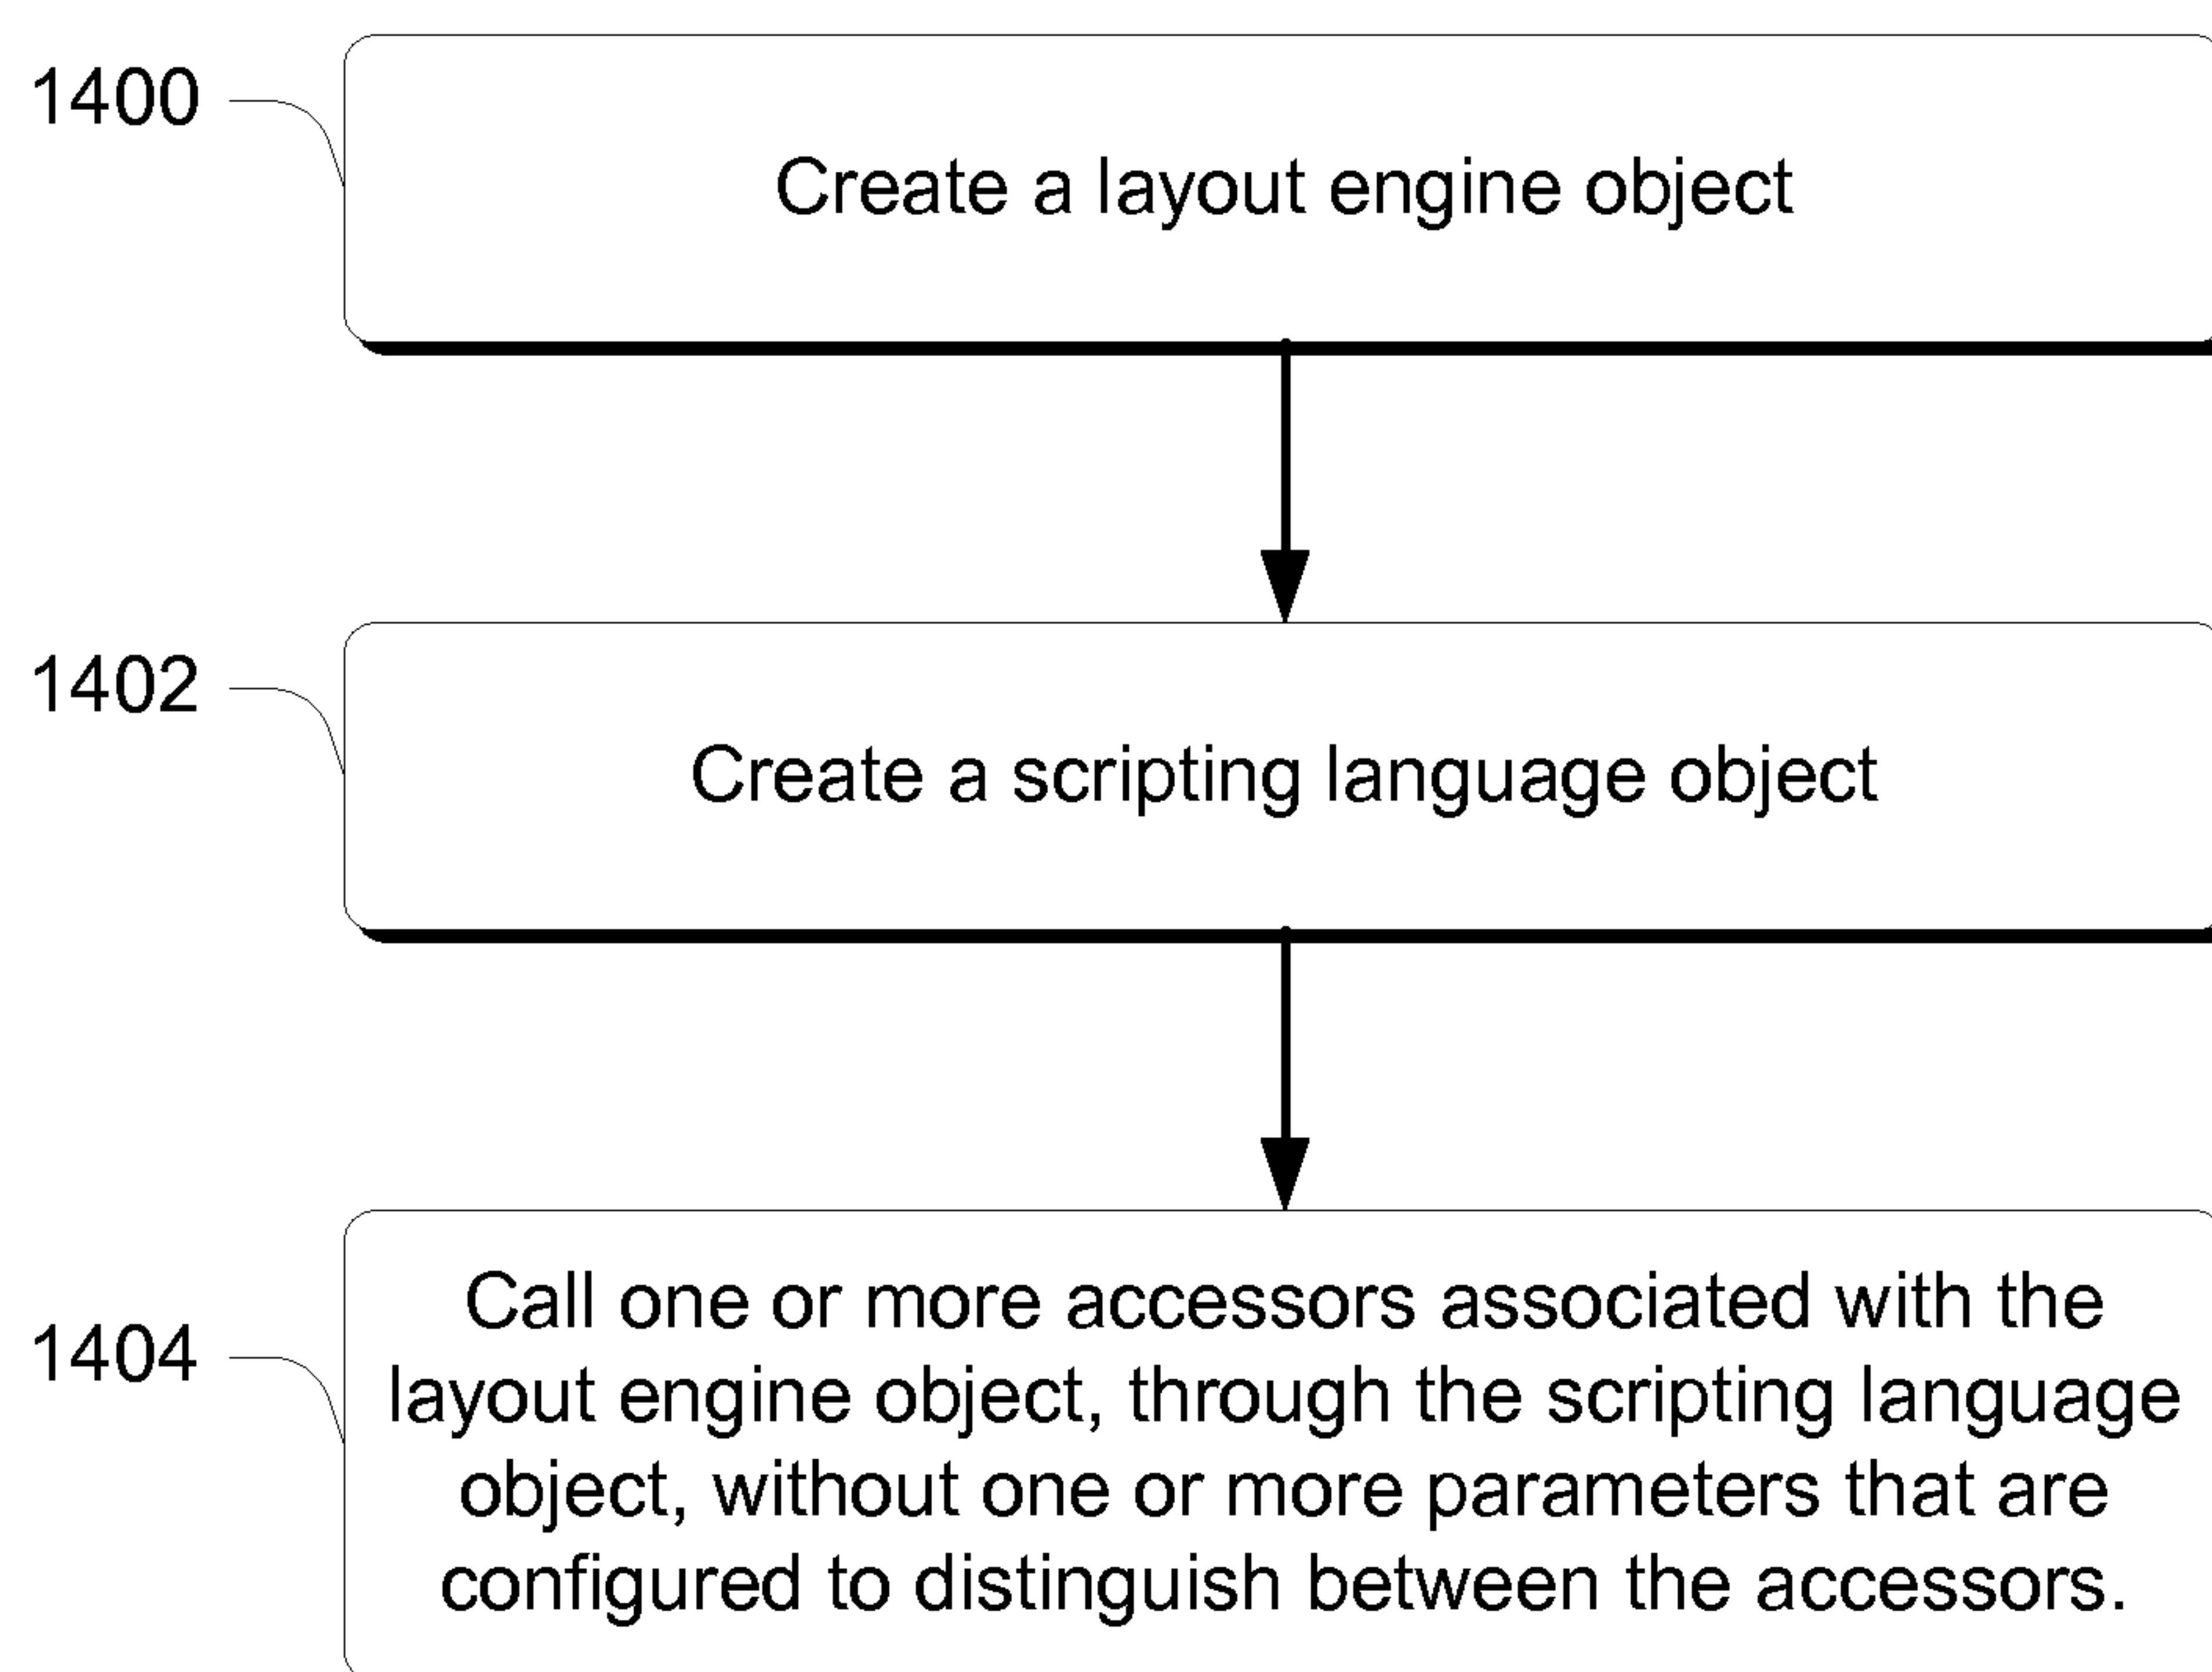 1400
Create a layout engine object
1402
Create a scripting language object
Call one or more accessors associated with the
1404
layout engine object, through the scripting language
object, without one or more parameters that are
configured to distinguish between the accessors.